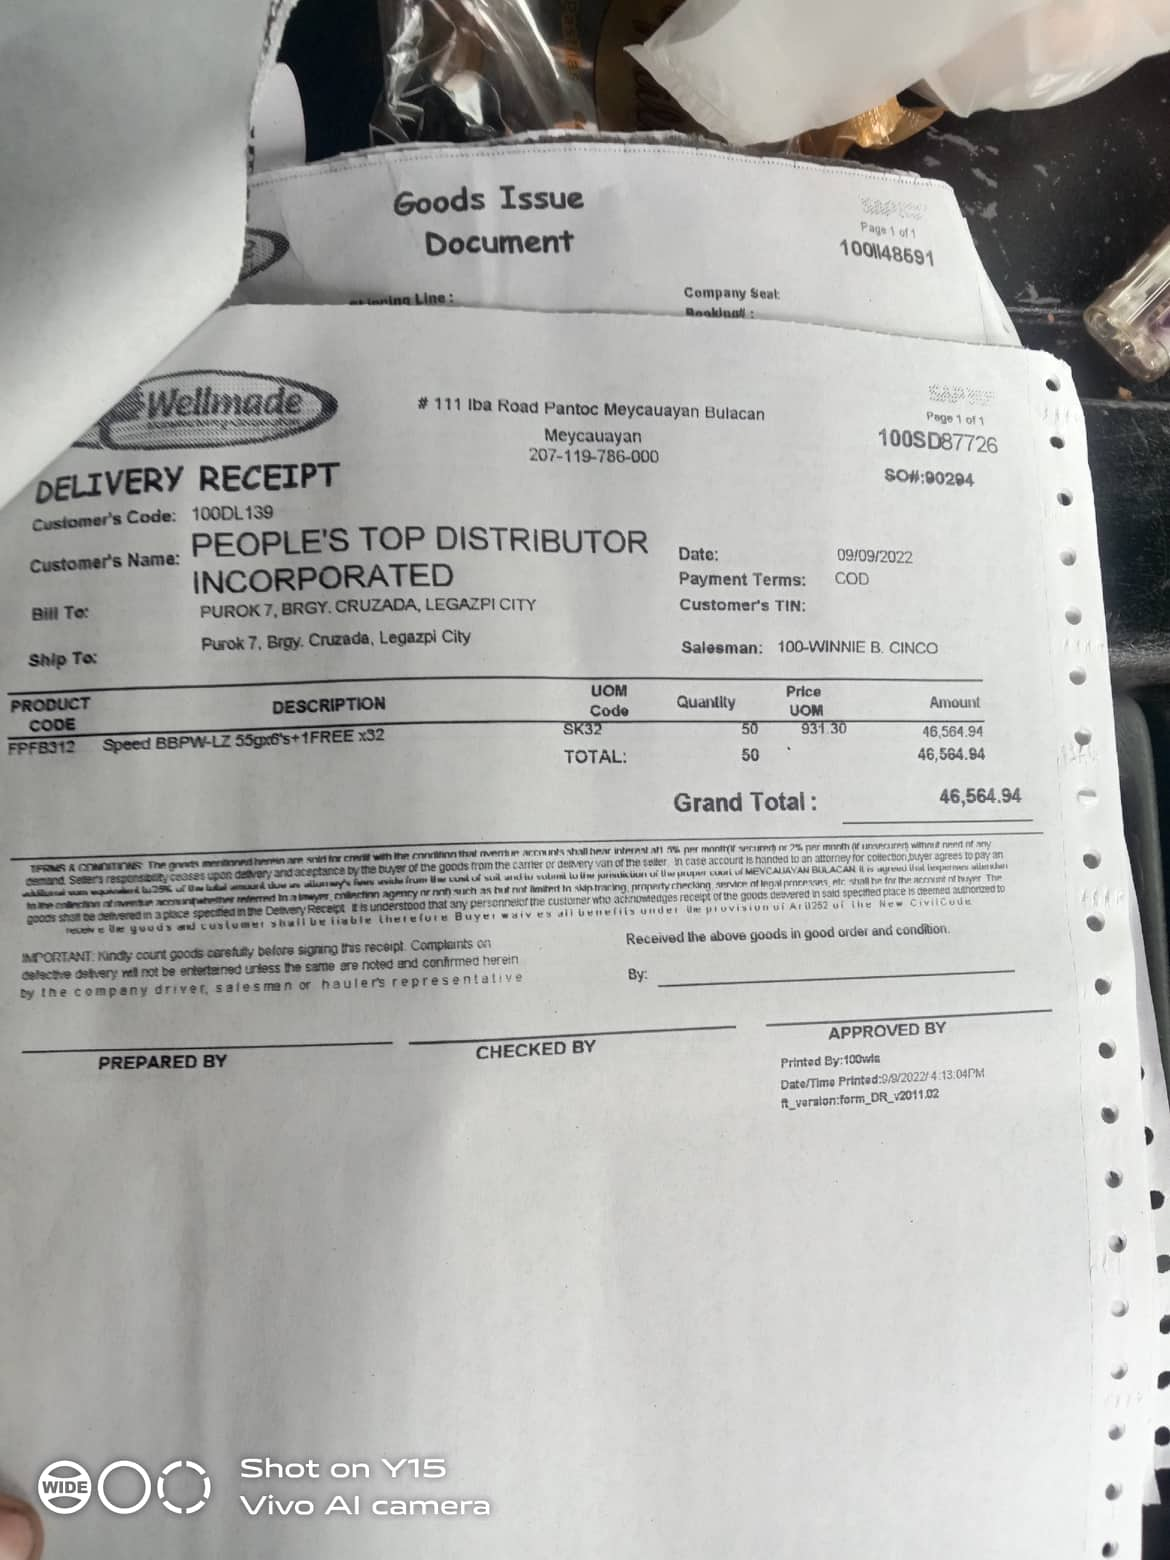 Goods Issue
Document
Page 1 of 1
100II48691
Line :
Company Seal:
Booking# :
Wellmade
# 111 Iba Road Pantoc Meycauayan Bulacan
Meycauayan
207-119-786-000
Page 1 of 1
100SD87726
SO#:90294
DELIVERY RECEIPT
Customer's Code: 100DL139
Customer's Name: PEOPLE'S TOP DISTRIBUTOR
INCORPORATED
Date: 09/09/2022
Payment Terms: COD
Bill To: PUROK 7, BRGY. CRUZADA, LEGAZPI CITY
Customer's TIN:
Ship To: Purok 7, Brgy. Cruzada, Legazpi City
Salesman: 100-WINNIE B. CINCO
PRODUCT CODE DESCRIPTION UOM Code Quantity Price UOM Amount
FPFB312 Speed BBPW-LZ 55gx6's+1FREE x32 SK32 50 931.30 46,564.94
TOTAL: 50 46,564.94
Grand Total : 46,564.94
TERMS & CONDITIONS: The goods mentioned herein are sold for credit with the condition that overdue accounts shall bear interest at1 5% per month(if secured) or 2% per month (if unsecured) without need of any
demand. Seller's responsibility ceases upon delivery and aceptance by the buyer of the goods from the carrier or delivery van of the seller. In case account is handed to an attorney for collection,buyer agrees to pay an
additional sum equivalent to 25% of the total amount due as attorney's fees aside from the cost of suit and to submit to the jurisdiction of the proper court of MEYCAUAYAN BULACAN. It is agreed that
to the collection of overdue account(whether referred to a lawyer, collection agency or not) such as but not limited to skip tracing, property checking, service of legal processes, etc. shall be for the account of buyer. The
goods shall be delivered in a place specified in the Delivery Receipt. It is understood that any personnelof the customer who acknowledges receipt of the goods delivered in said specified place is deemed authorized to
receive the goods and customer shall be liable therefore Buyer waives all benefits under the provision of Art1252 of the New CivilCode
IMPORTANT: Kindly count goods carefully before signing this receipt. Complaints on
defective delivery will not be entertained unless the same are noted and confirmed herein
by the company driver, salesman or hauler's representative
Received the above goods in good order and condition.
By:
PREPARED BY
CHECKED BY
APPROVED BY
Printed By:100wis
Date/Time Printed:9/9/2022/ 4:13:04PM
ft_version:form_DR_v2011.02
WIDE
Shot on Y15
Vivo AI camera